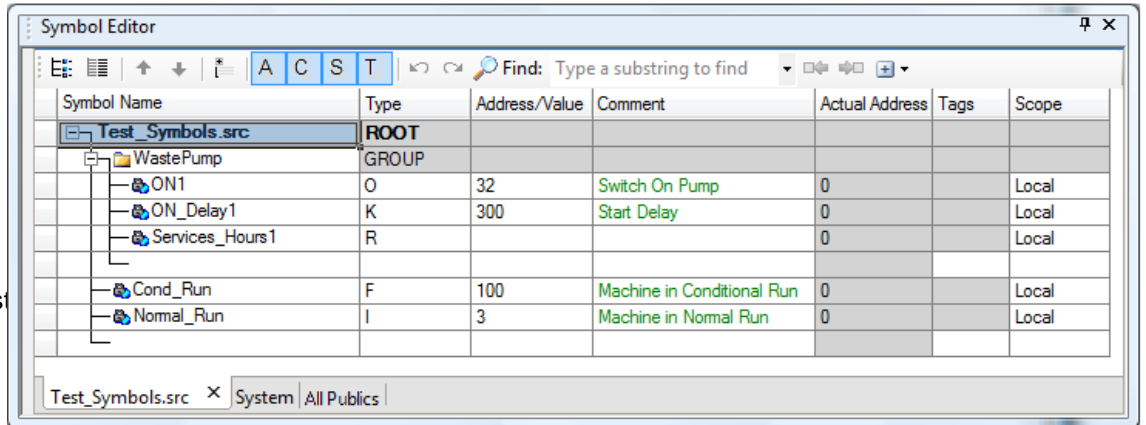 Symbol Editor
A C S T Find: Type a substring to find
Symbol Name Type Address/Value Comment Actual Address Tags Scope
Test_Symbols.src ROOT
WastePump GROUP
ON1 O 32 Switch On Pump 0 Local
ON_Delay1 K 300 Start Delay 0 Local
Services_Hours1 R 0 Local
Cond_Run F 100 Machine in Conditional Run 0 Local
Normal_Run I 3 Machine in Normal Run 0 Local
Test_Symbols.src System All Publics